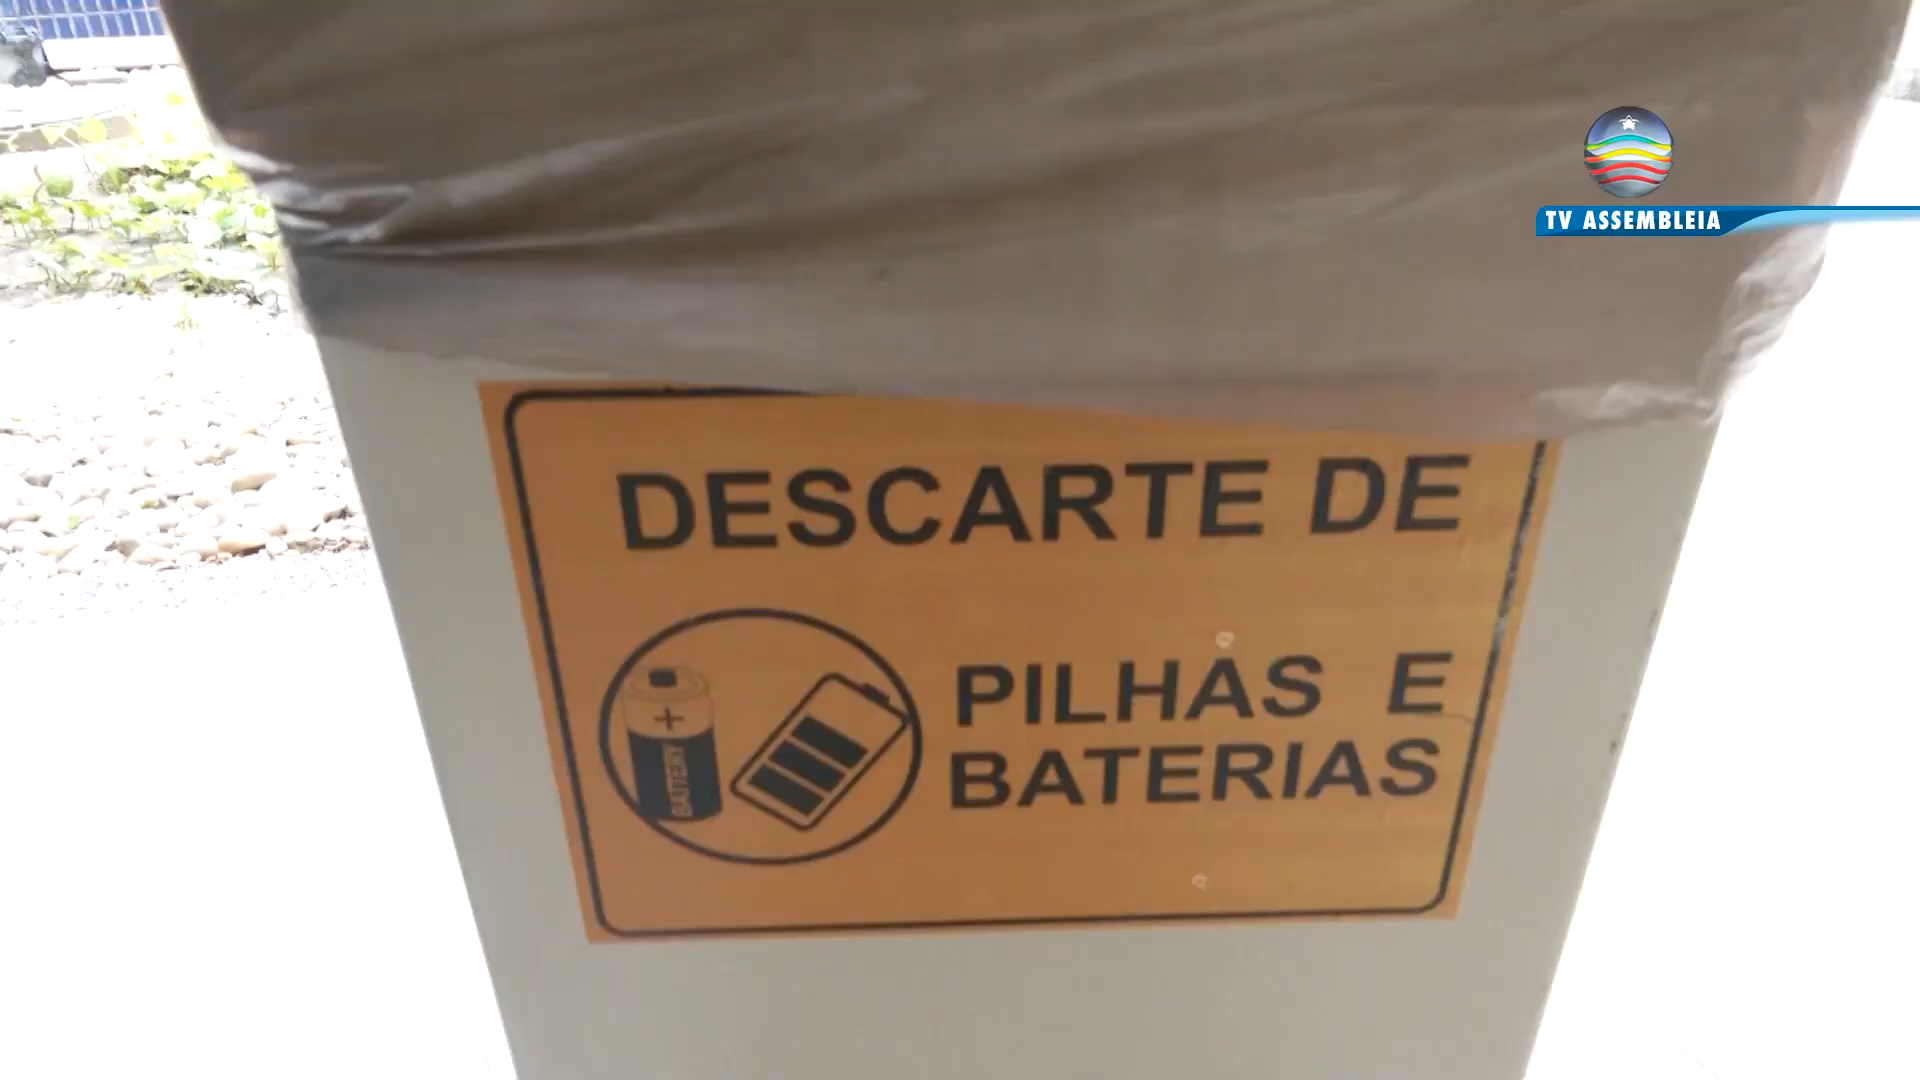 TV ASSEMBLEIA
DESCARTE DE
PILHAS E
BATERIAS
BATTERY